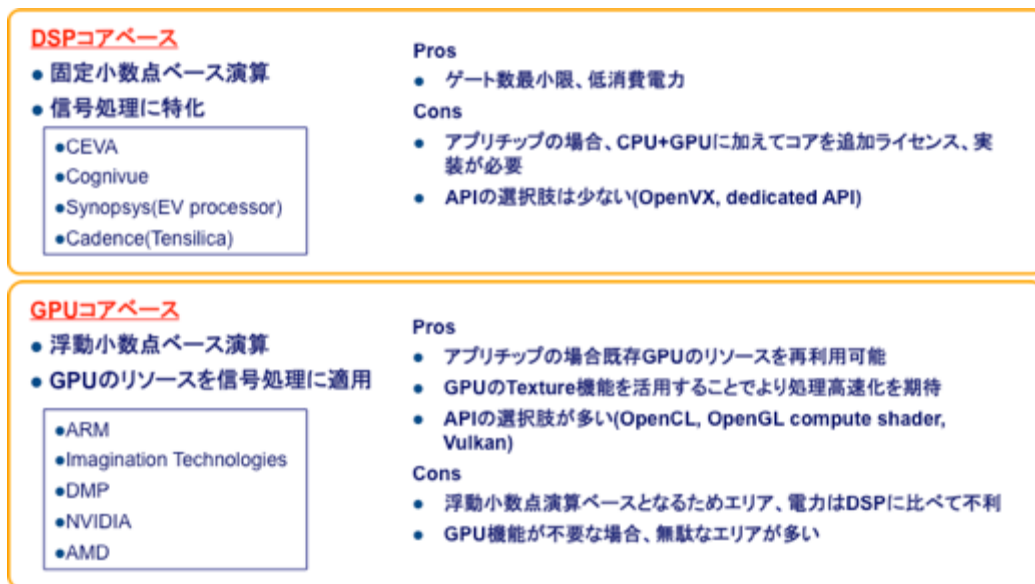 DSPコアベース
● 固定小数点ベース演算
● 信号処理に特化
●CEVA
●Cognivue
●Synopsys(EV processor)
●Cadence(Tensilica)
Pros
● ゲート数最小限、低消費電力
Cons
● アプリチップの場合、CPU+GPUに加えてコアを追加ライセンス、実
装が必要
● APIの選択肢は少ない(OpenVX, dedicated API)
GPUコアベース
● 浮動小数点ベース演算
● GPUのリソースを信号処理に適用
●ARM
●Imagination Technologies
●DMP
●NVIDIA
●AMD
Pros
● アプリチップの場合既存GPUのリソースを再利用可能
● GPUのTexture機能を活用することでより処理高速化を期待
● APIの選択肢が多い(OpenCL, OpenGL compute shader,
Vulkan)
Cons
● 浮動小数点演算ベースとなるためエリア、電力はDSPに比べて不利
● GPU機能が不要な場合、無駄なエリアが多い